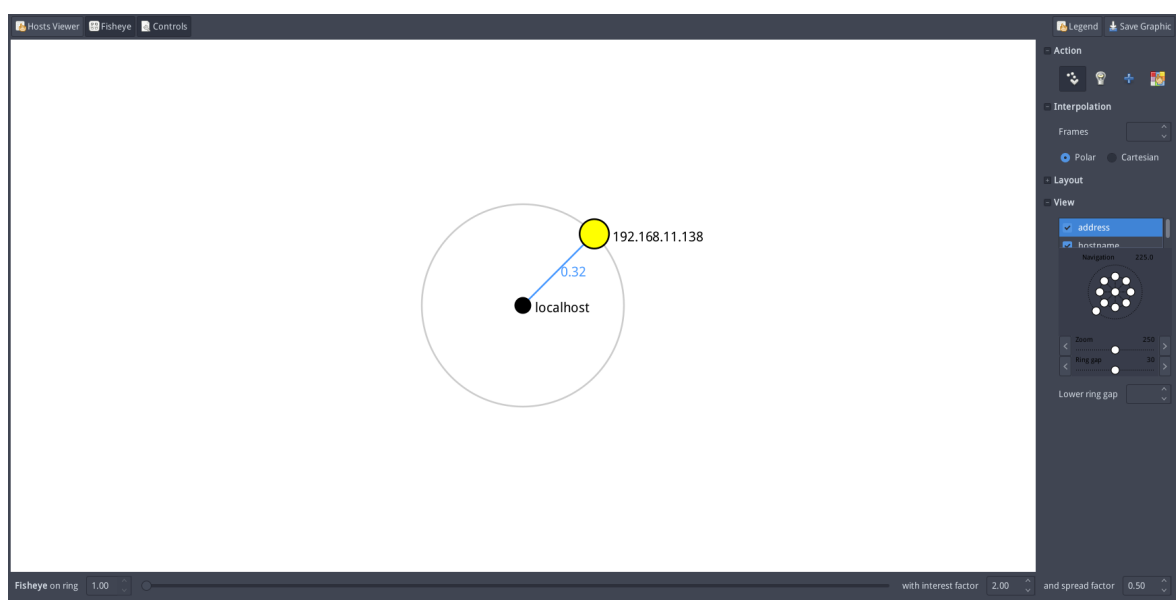 Hosts Viewer Fisheye Controls Legend Save Graphic
Action
Interpolation
Frames
Polar Cartesian
Layout
View
address
hostname
Navigation 225.0
192.168.11.138
0.32
localhost
Zoom 250
Ring gap 30
Lower ring gap
Fisheye on ring 1.00 with interest factor 2.00 and spread factor 0.50